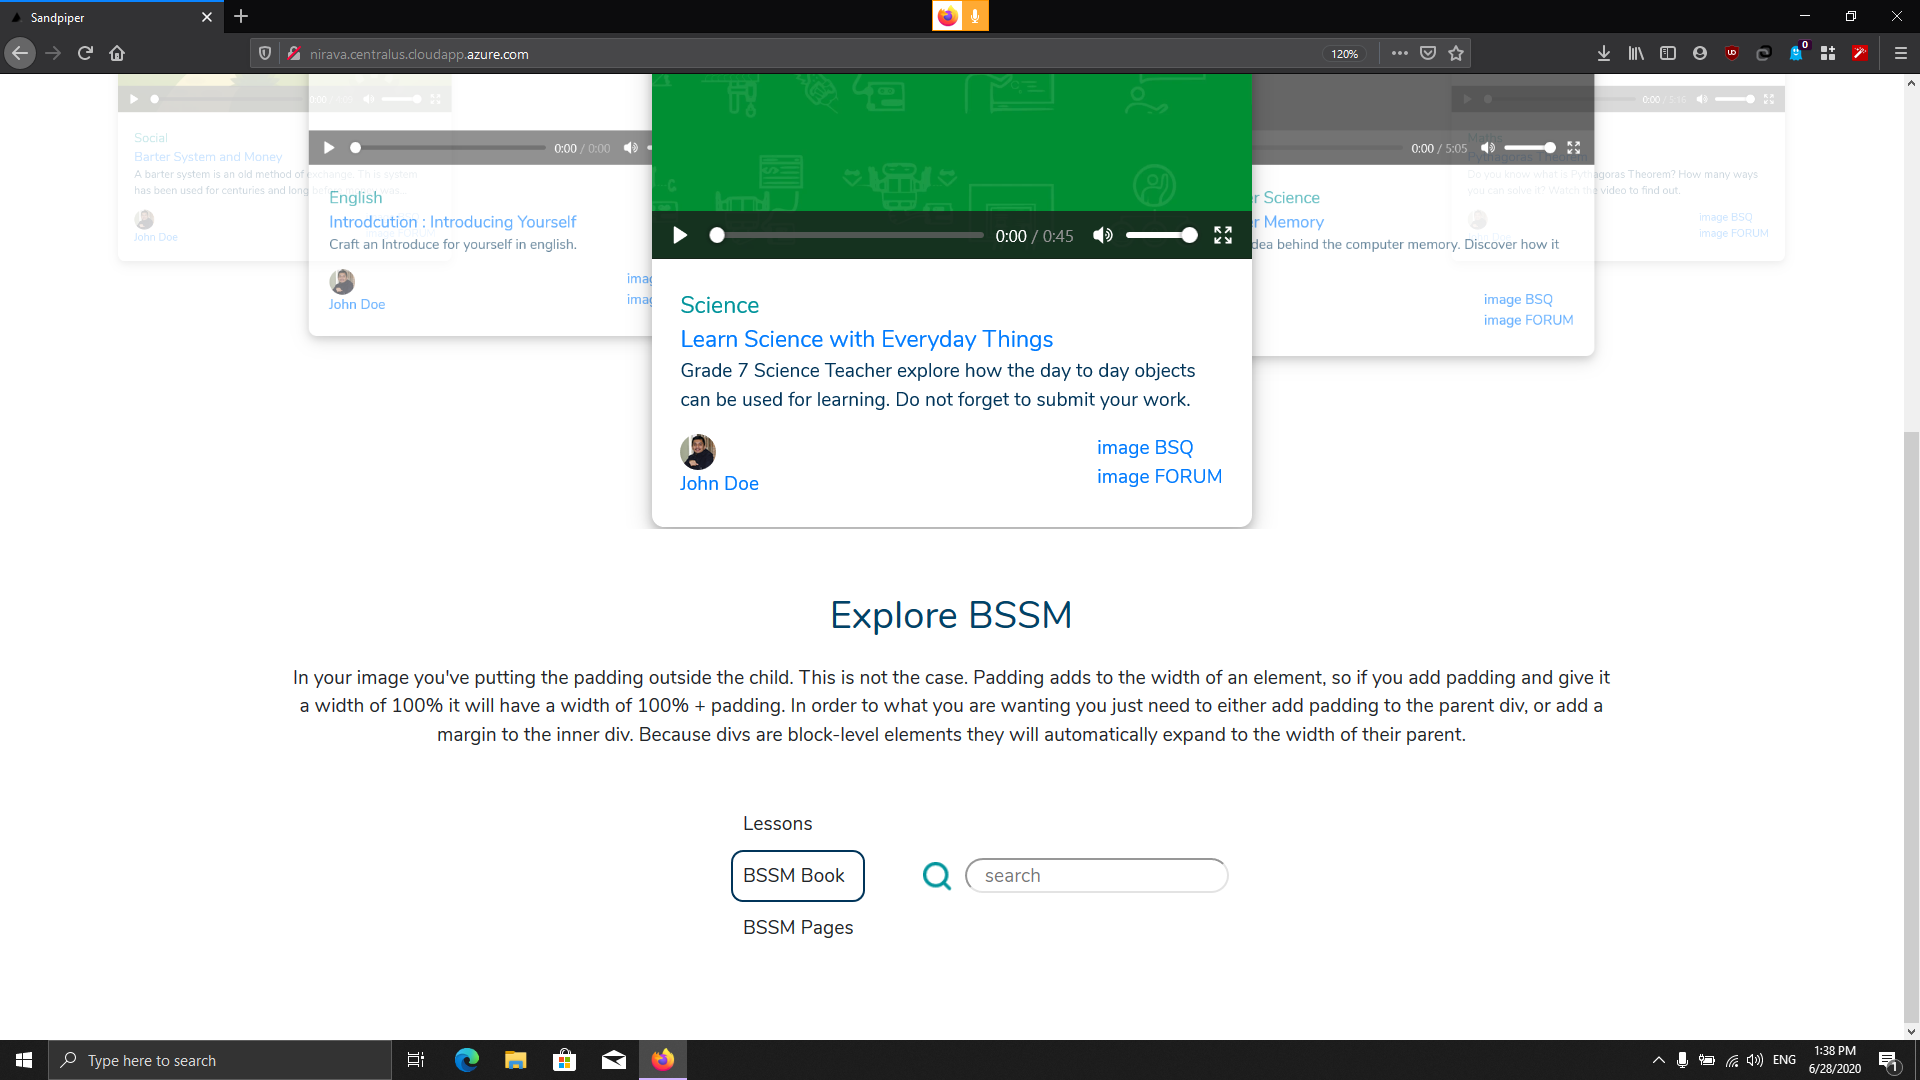 Sandpiper
nirava.centralus.cloudapp.azure.com
120%
0
0:00 / 5:16
Social
Barter System and Money
A barter system is an old method of exchange. Th is system
has been used for centuries and long
0:00 / 0:00
English
Introdcution : Introducing Yourself
Craft an Introduce for yourself in english.
John Doe
John Doe
0:00 / 0:45
Science
Learn Science with Everyday Things
Grade 7 Science Teacher explore how the day to day objects
can be used for learning. Do not forget to submit your work.
John Doe
image BSQ
image FORUM
0:00 / 5:05
Science
Memory
behind the computer memory. Discover how it
image BSQ
image FORUM
Maths
Pythagoras Theorem
Do you know what is Pythagoras Theorem? How many ways
you can solve it? Watch the video to find out.
image BSQ
image FORUM
Explore BSSM
In your image you've putting the padding outside the child. This is not the case. Padding adds to the width of an element, so if you add padding and give it
a width of 100% it will have a width of 100% + padding. In order to what you are wanting you just need to either add padding to the parent div, or add a
margin to the inner div. Because divs are block-level elements they will automatically expand to the width of their parent.
Lessons
BSSM Book
search
BSSM Pages
Type here to search
ENG
1:38 PM
6/28/2020
1